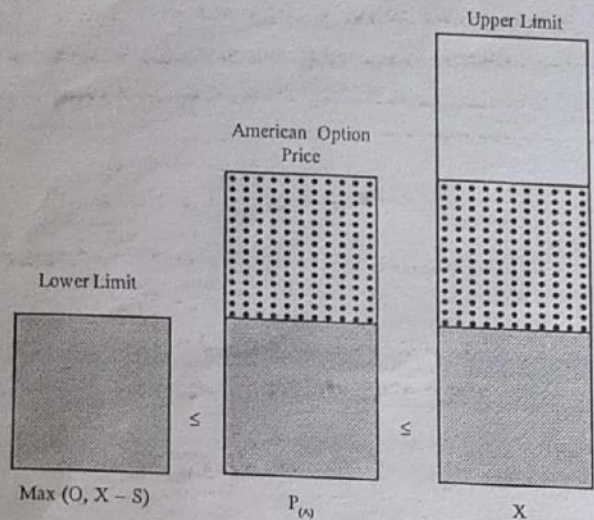 Upper Limit
American Option
Price
Lower Limit
≤
≤
Max (O, X – S)
P(A)
X